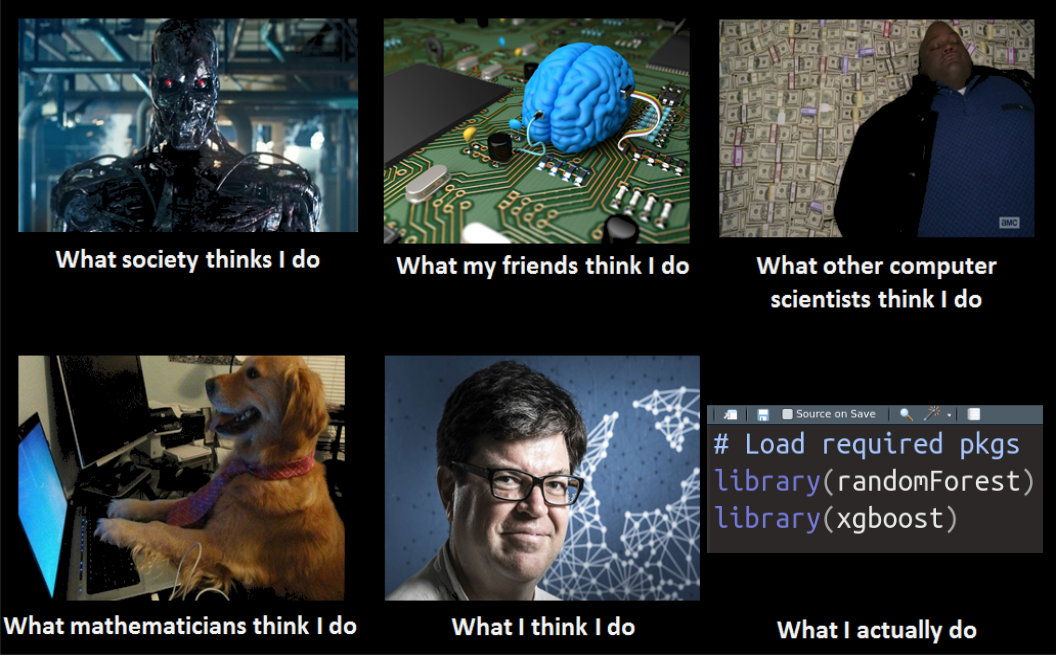 amc
What society thinks I do
What my friends think I do
What other computer
scientists think I do
Source on Save
# Load required pkgs
library(randomForest)
library(xgboost)
What mathematicians think I do
What I think I do
What I actually do